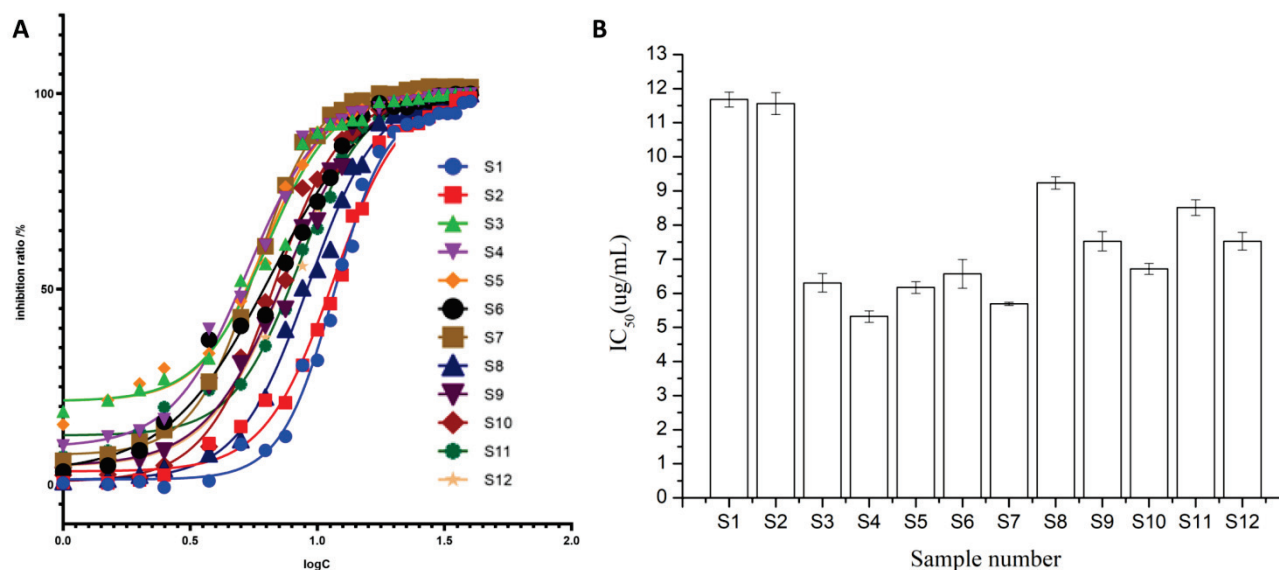 A
inhibition ratio /%
100
50
0
0.0
0.5
1.0
1.5
2.0
logC
S1
S2
S3
S4
S5
S6
S7
S8
S9
S10
S11
S12
B
IC50(ug/mL)
13
12
11
10
9
8
7
6
5
4
3
2
1
0
S1 S2 S3 S4 S5 S6 S7 S8 S9 S10 S11 S12
Sample number